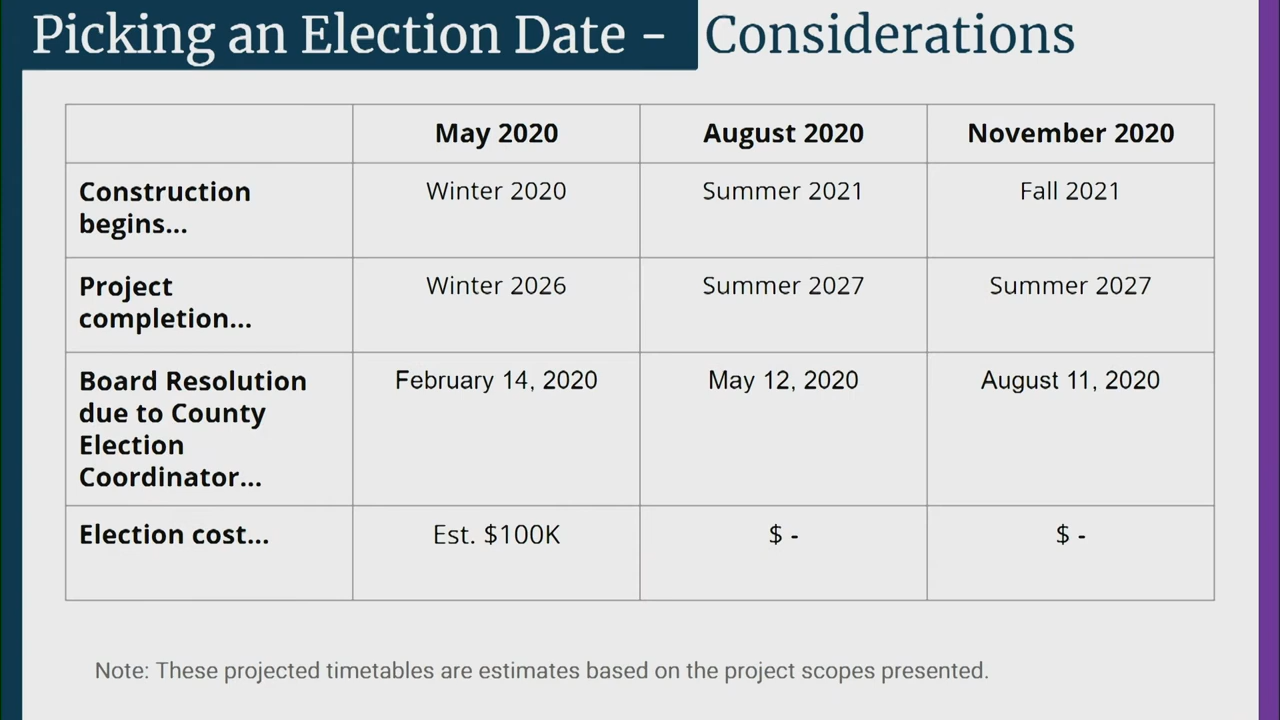 Picking an Election Date - Considerations
May 2020 August 2020 November 2020
Construction Winter 2020 Summer 2021 Fall 2021
begins...
Project Winter 2026 Summer 2027 Summer 2027
completion...
Board Resolution February 14, 2020 May 12, 2020 August 11, 2020
due to County
Election
Coordinator...
Election cost... Est. $100K $ - $ -
Note: These projected timetables are estimates based on the project scopes presented.